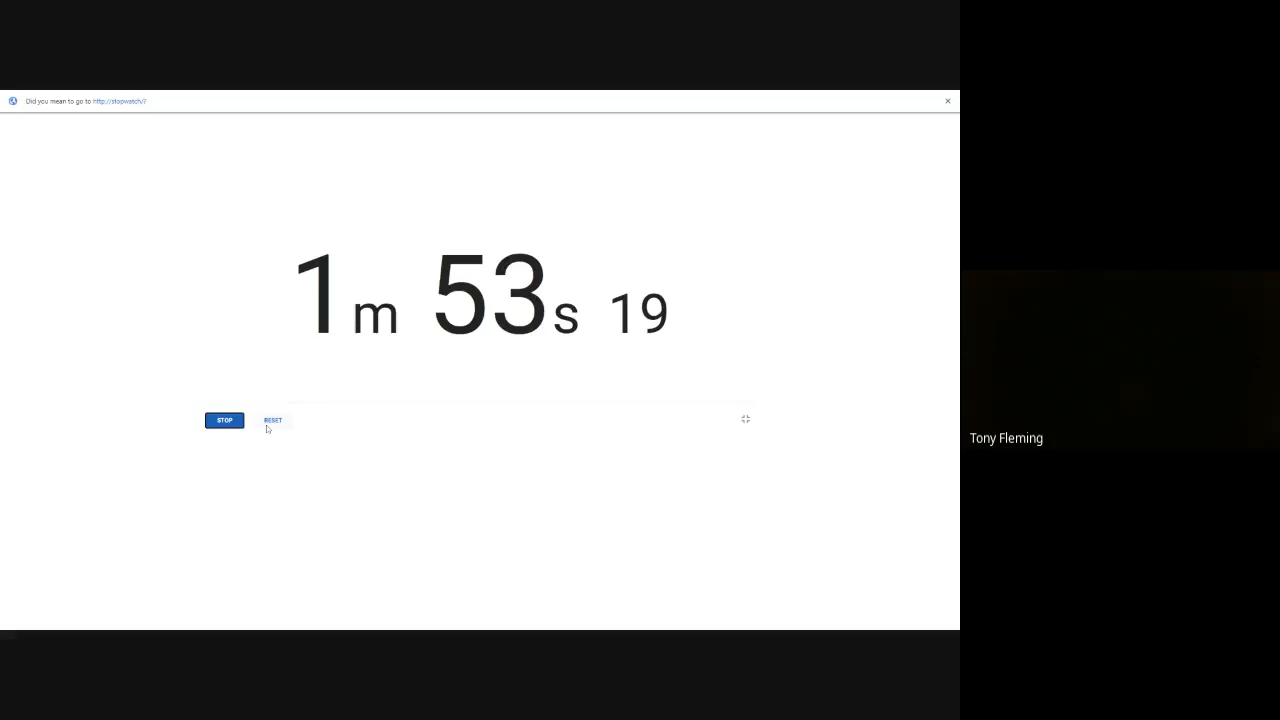 Did you mean to go to http://stopwatch/?
1m 53s 19
STOP RESET
Tony Fleming